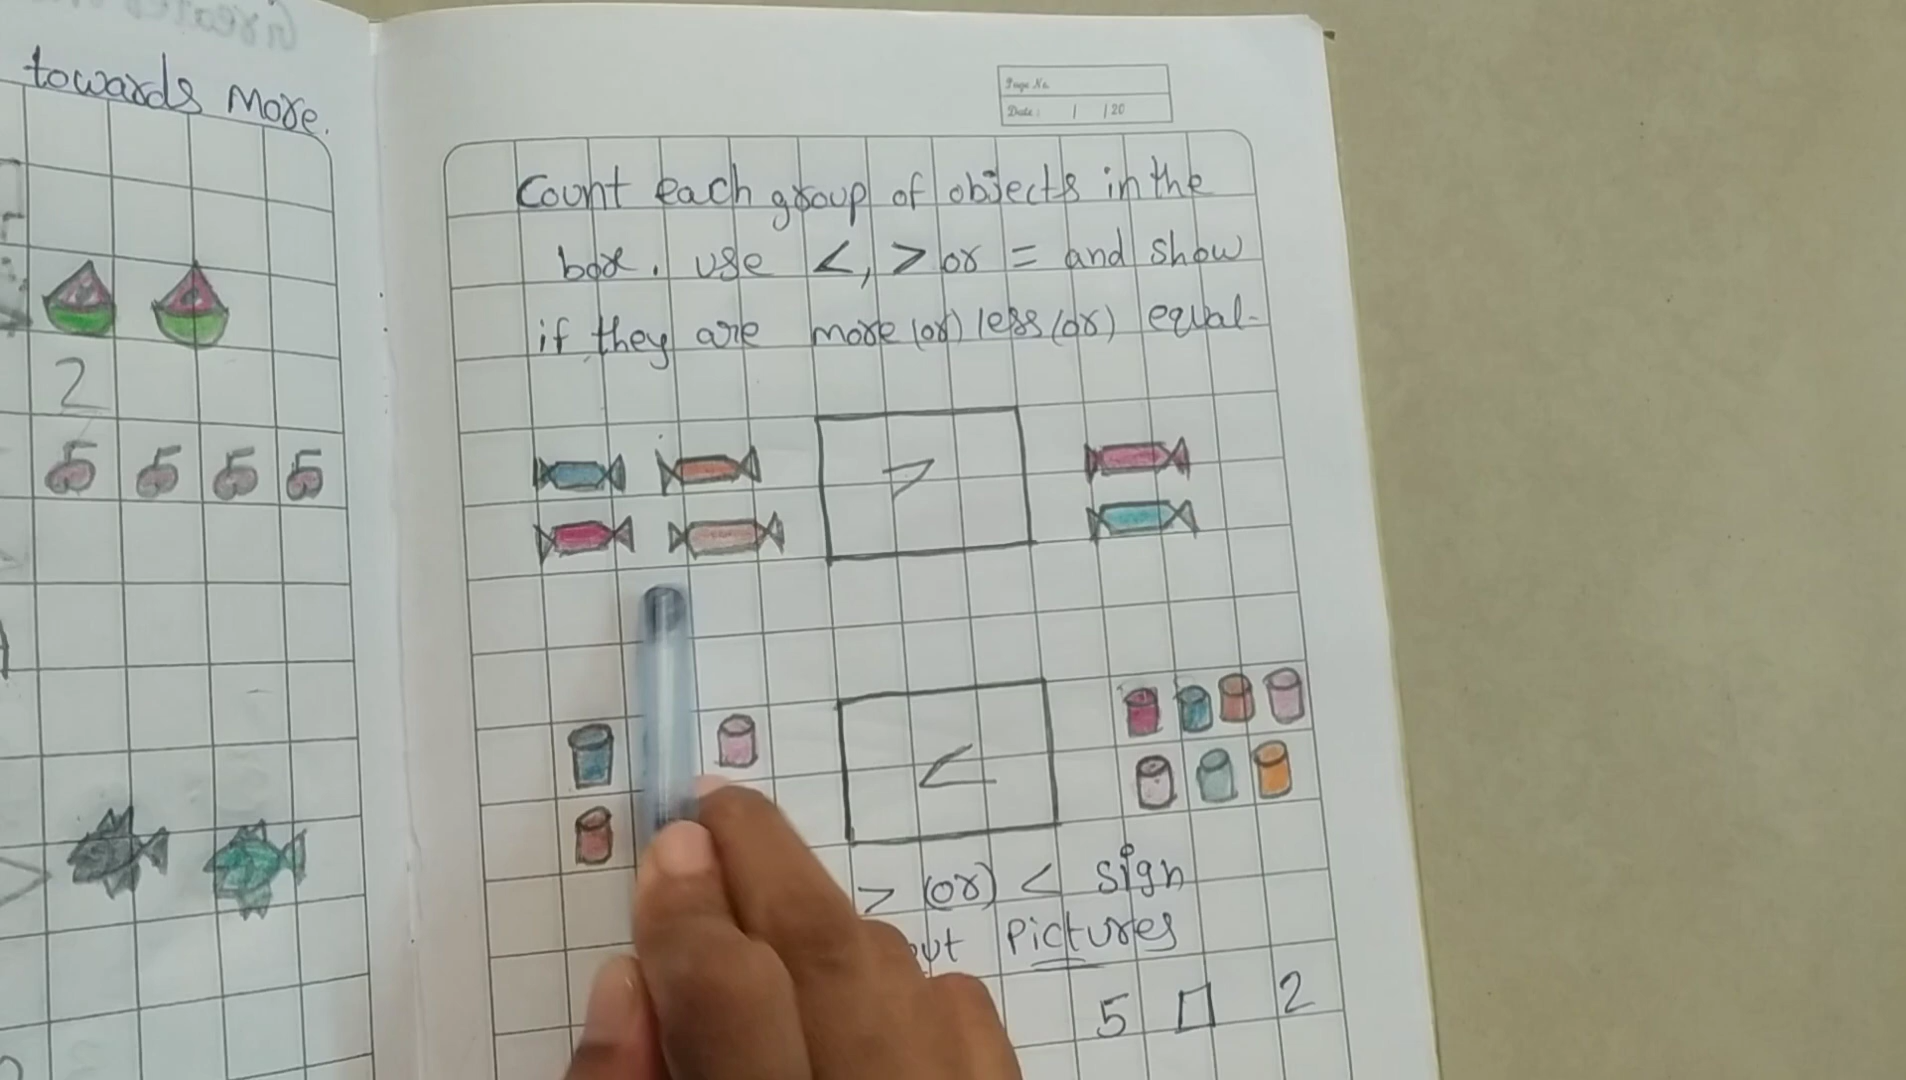 towards More.
2
Page No.
Date: / /20
Count each group of objects in the
box. use <, > or = and show
if they are more (or) less (or) equal.
>
<
> (or) < sign
Pictures
5 □ 2